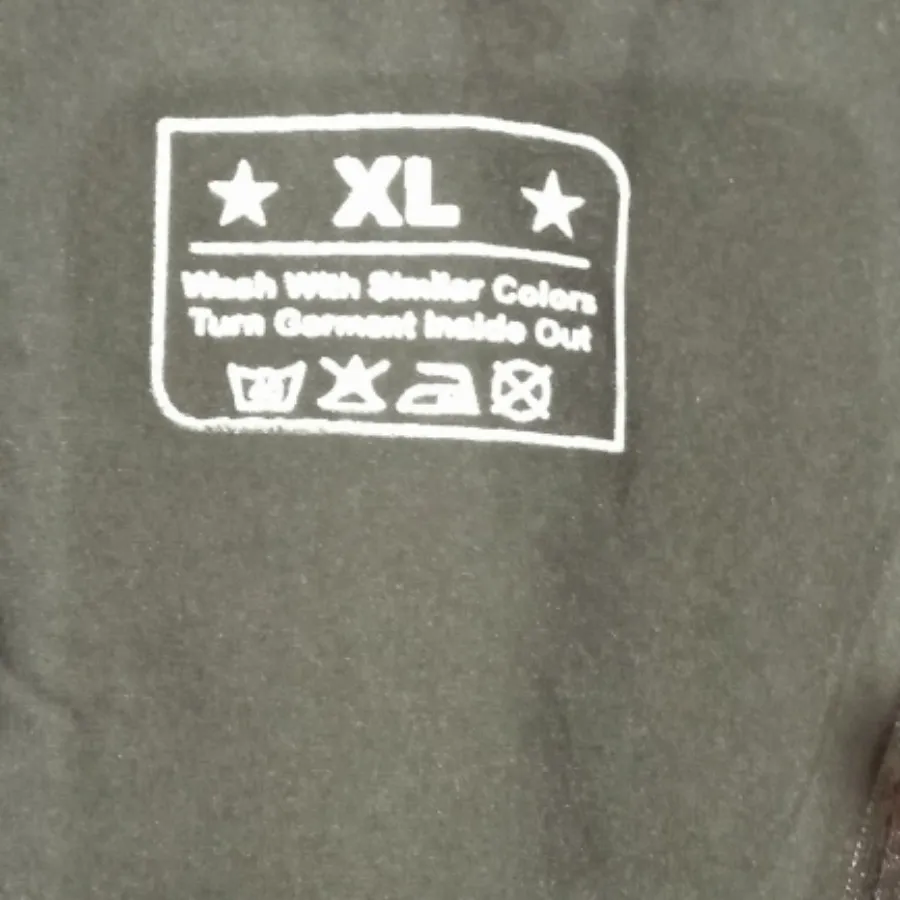 XL
Wash With Similar Colors
Turn Garment Inside Out